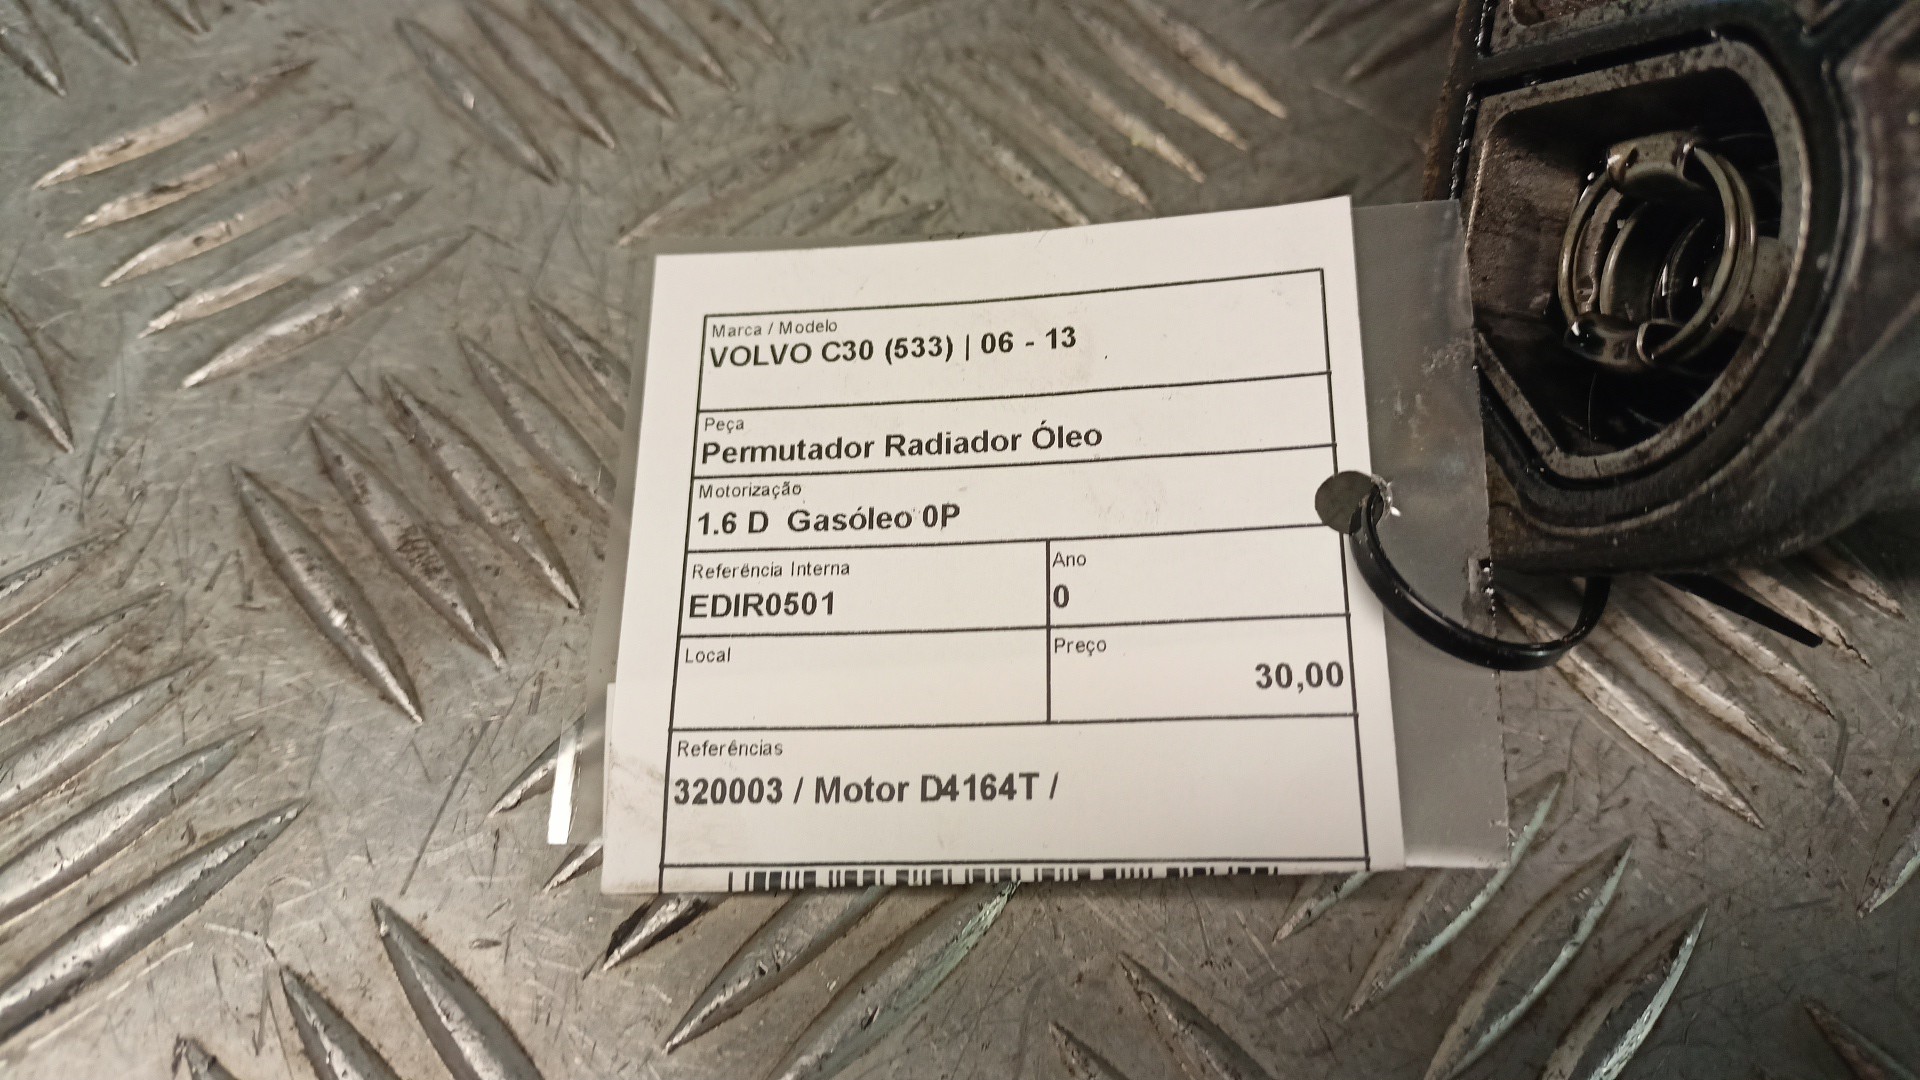 Marca / Modelo
VOLVO C30 (533) | 06 - 13
Peça
Permutador Radiador Óleo
Motorização
1.6 D  Gasóleo 0P
Referência Interna
EDIR0501
Ano
0
Local
Preço
30,00
Referências
320003 / Motor D4164T /